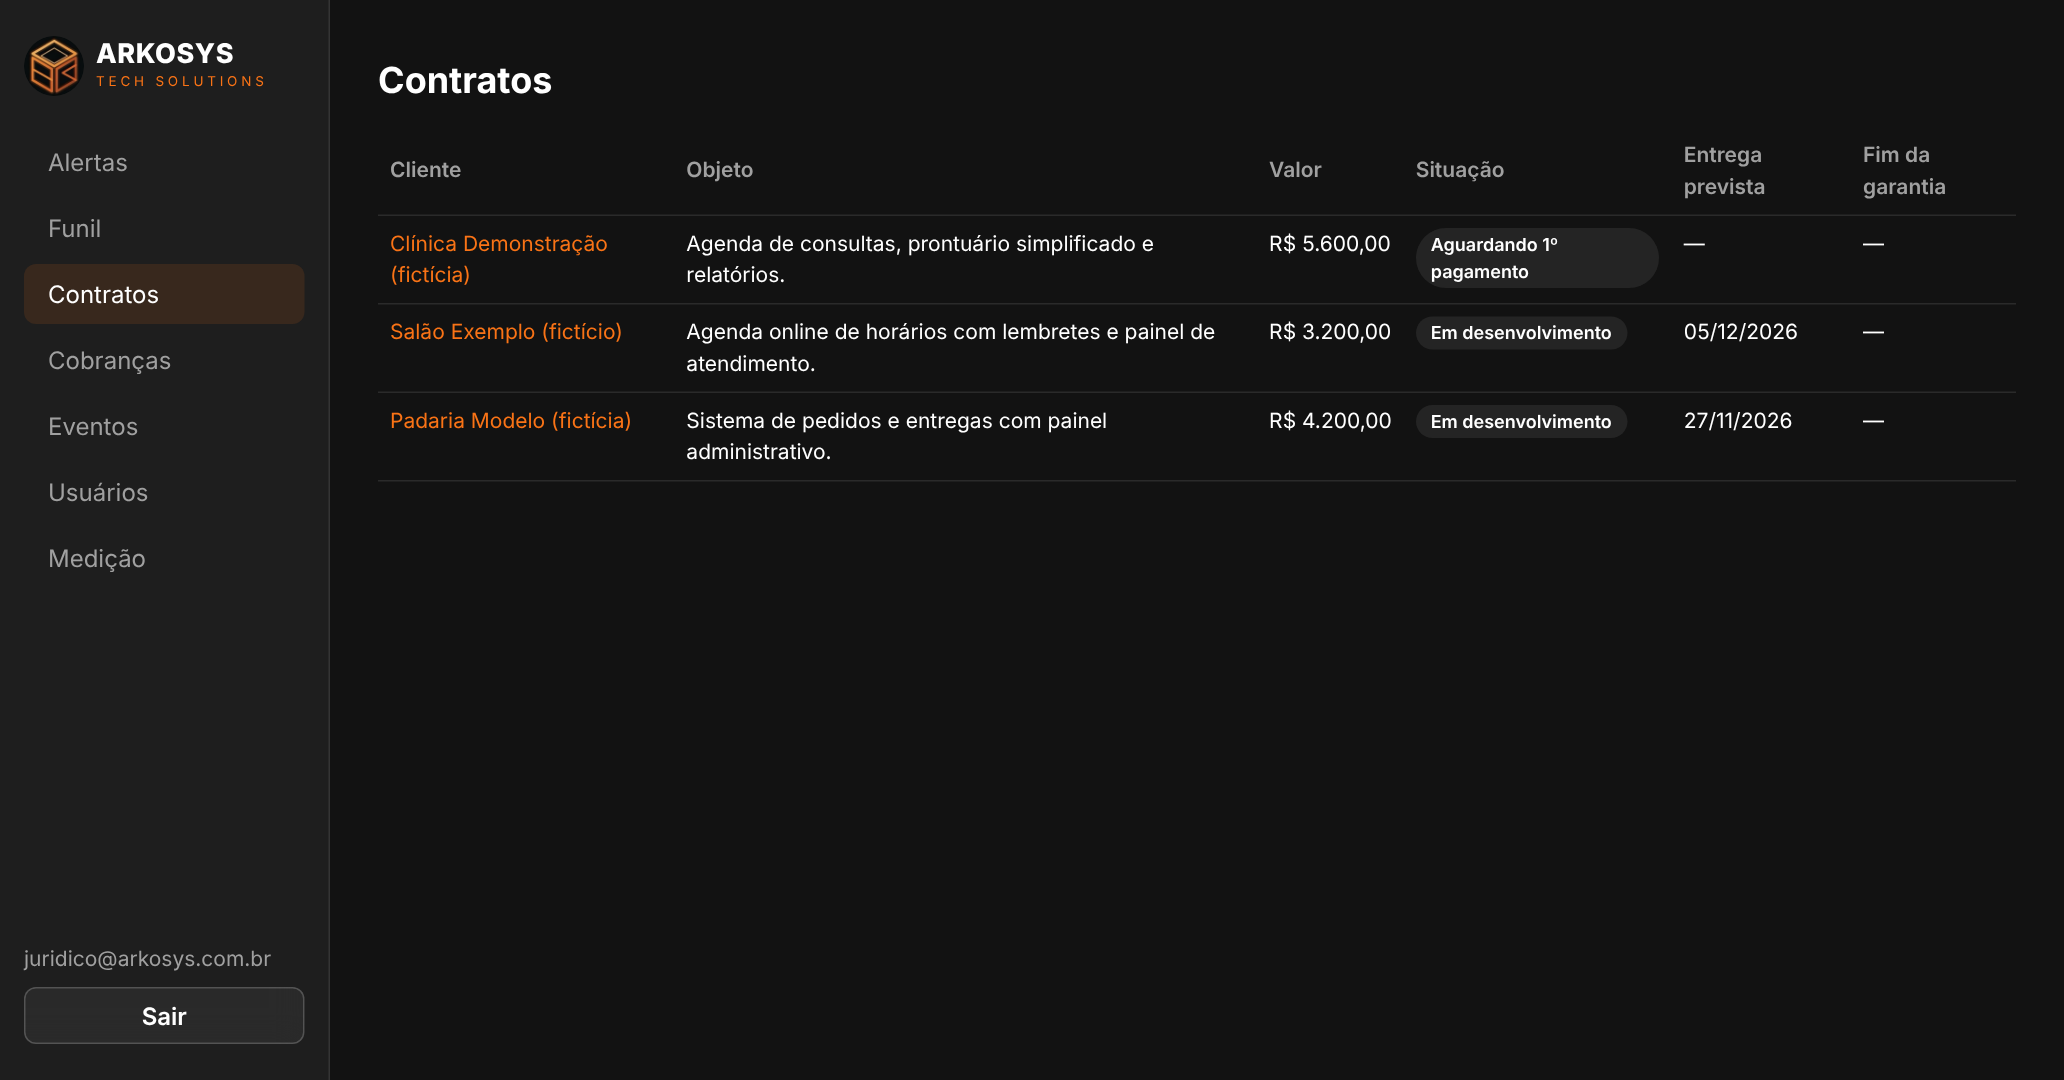 ARKOSYS
TECH SOLUTIONS
Alertas
Funil
Contratos
Cobranças
Eventos
Usuários
Medição
juridico@arkosys.com.br
Sair
Contratos
Cliente
Objeto
Valor
Situação
Entrega
prevista
Fim da
garantia
Clínica Demonstração
(fictícia)
Agenda de consultas, prontuário simplificado e
relatórios.
R$ 5.600,00
Aguardando 1º
pagamento
—
—
Salão Exemplo (fictício)
Agenda online de horários com lembretes e painel de
atendimento.
R$ 3.200,00
Em desenvolvimento
05/12/2026
—
Padaria Modelo (fictícia)
Sistema de pedidos e entregas com painel
administrativo.
R$ 4.200,00
Em desenvolvimento
27/11/2026
—